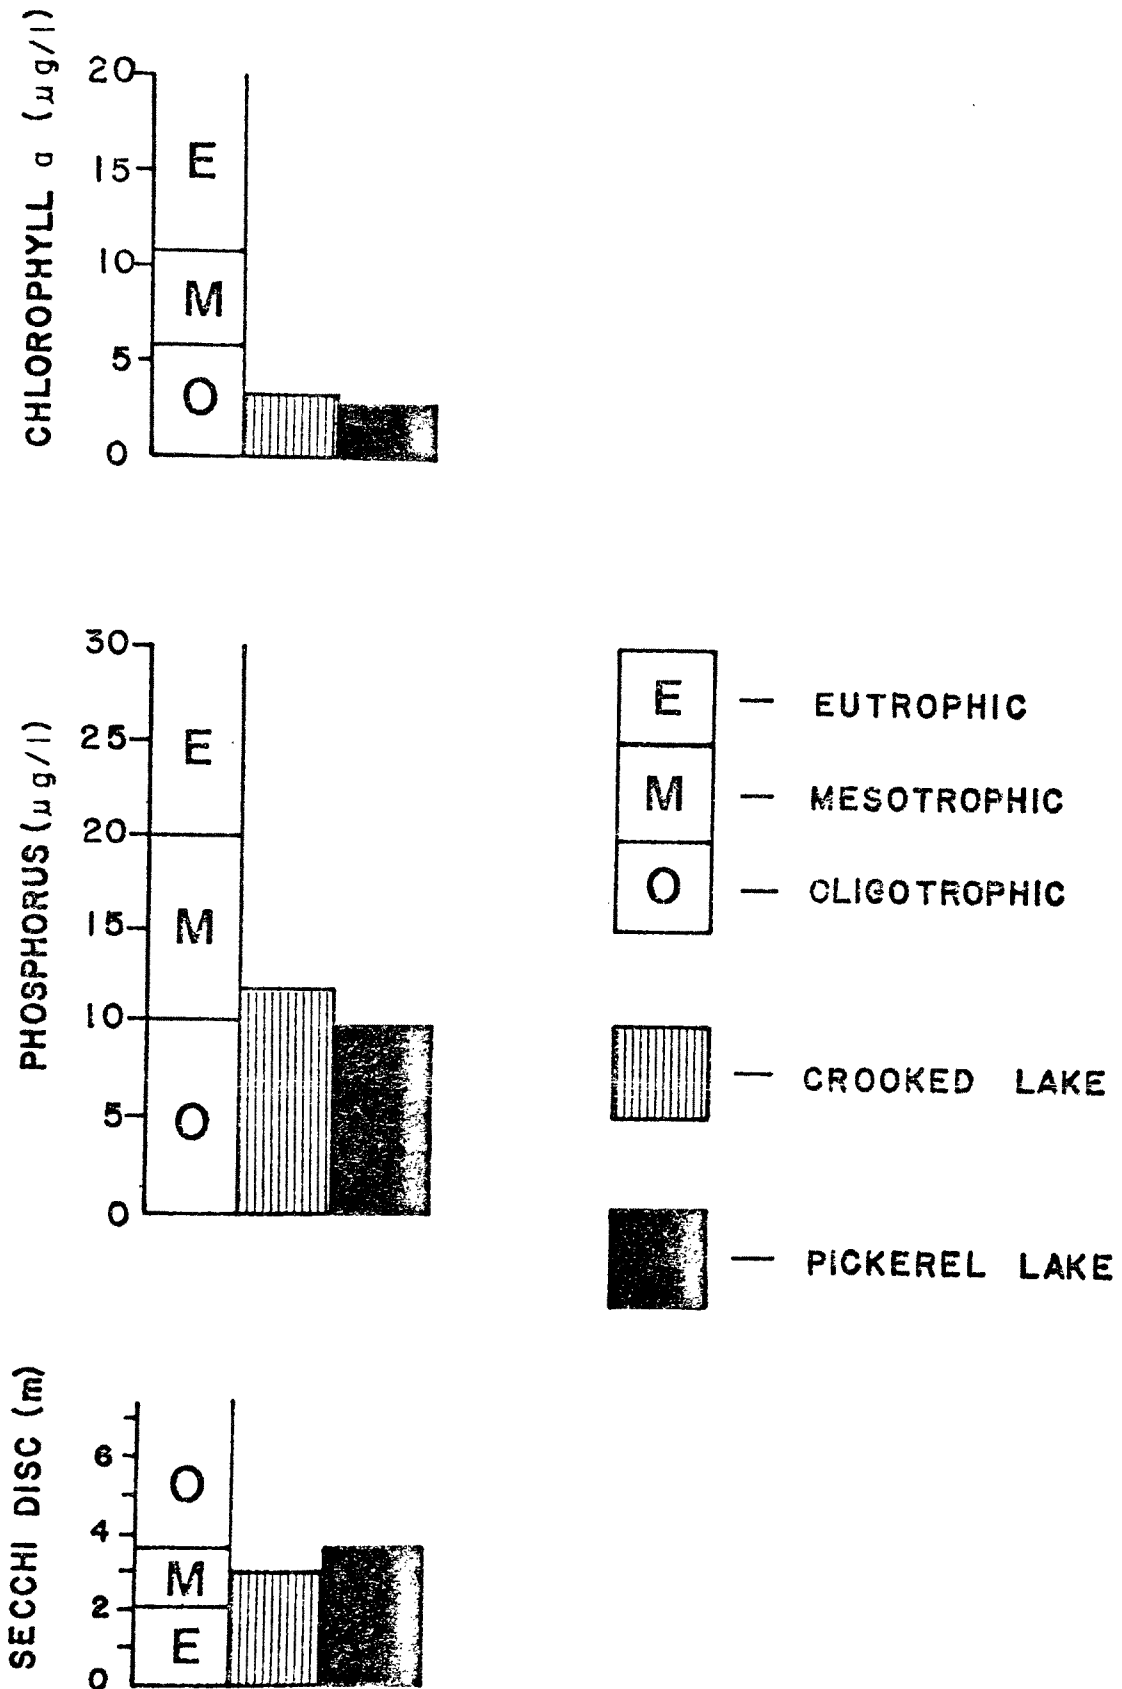 CHLOROPHYLL a (µg/l)
20
15
10
5
0
E
M
O
PHOSPHORUS (µg/l)
30
25
20
15
10
5
0
E
M
O
E — EUTROPHIC
M — MESOTROPHIC
O — OLIGOTROPHIC
— CROOKED LAKE
— PICKEREL LAKE
SECCHI DISC (m)
6
4
2
0
O
M
E